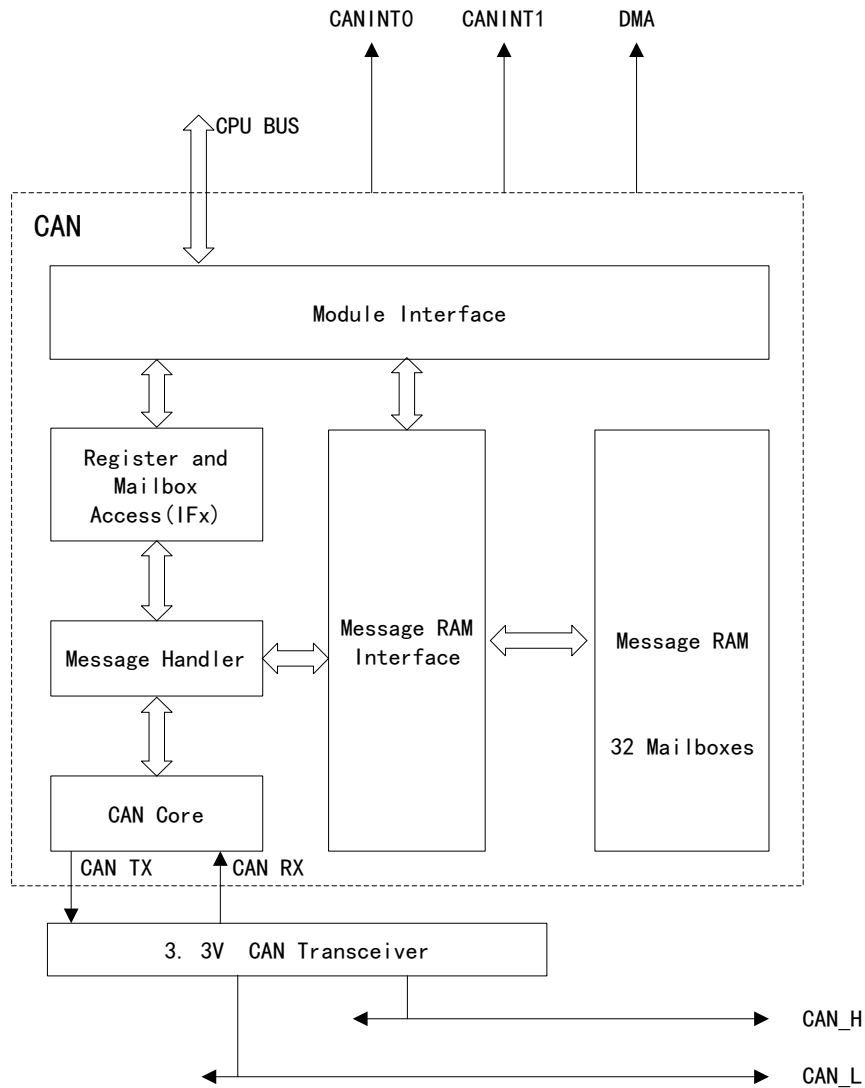 CANINT0 CANINT1 DMA
CPU BUS
CAN
Module Interface
Register and
Mailbox
Access(IFx)
Message Handler
Message RAM
Interface
Message RAM
32 Mailboxes
CAN Core
CAN TX
CAN RX
3. 3V CAN Transceiver
CAN_H
CAN_L